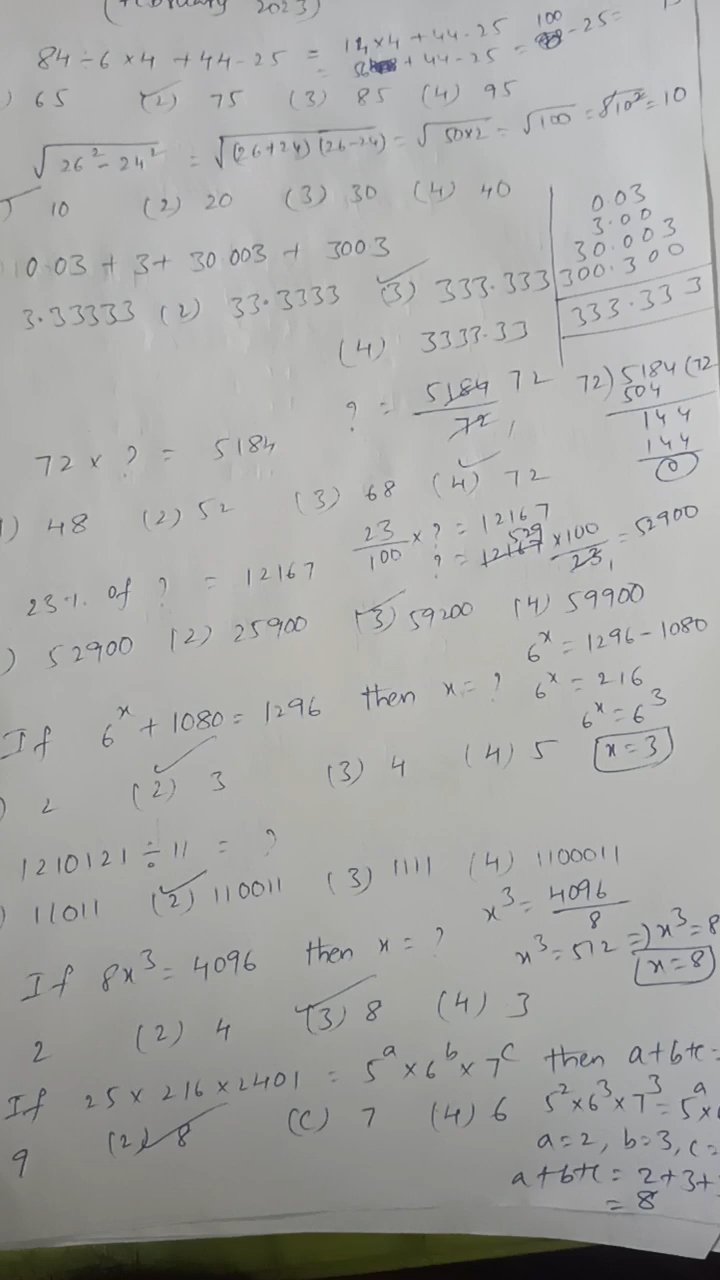 (February 2023)
84÷6×4+44-25 = 14×4+44-25
= 56+44-25 = 100-25=
) 65 (2) 75 (3) 85 (4) 95
√26²-24² = √(26+24)(26-24) = √50×2 = √100 = √10² = 10
10 (2) 20 (3) 30 (4) 40
0.03 + 3 + 30.003 + 300.3
0.03
3.00
30.003
300.300
333.333
3.33333 (2) 33.3333 (3) 333.333
(4) 3333.33
72 × ? = 5184 ? = 5184/72 72
72) 5184 (72
504
144
144
0
1) 48 (2) 52 (3) 68 (4) 72
23% of ? = 12167 23/100 × ? = 12167
? = 12167 529 × 100/23 = 52900
) 52900 (2) 25900 (3) 59200 (4) 59900
If 6ˣ + 1080 = 1296 then x = ?
6ˣ = 1296 - 1080
6ˣ = 216
6ˣ = 6³
x = 3
) 2 (2) 3 (3) 4 (4) 5
1210121 ÷ 11 = ?
) 11011 (2) 110011 (3) 1111 (4) 1100011
If 8x³ = 4096 then x = ?
x³ = 4096/8
x³ = 512 => x³ = 8
x = 8
2 (2) 4 (3) 8 (4) 3
If 25 × 216 × 2401 = 5ᵃ × 6ᵇ × 7ᶜ then a+b+c =
9 (2) 8 (C) 7 (4) 6
5² × 6³ × 7³ = 5ᵃ ×
a = 2, b = 3, c =
a+b+c = 2+3+
= 8